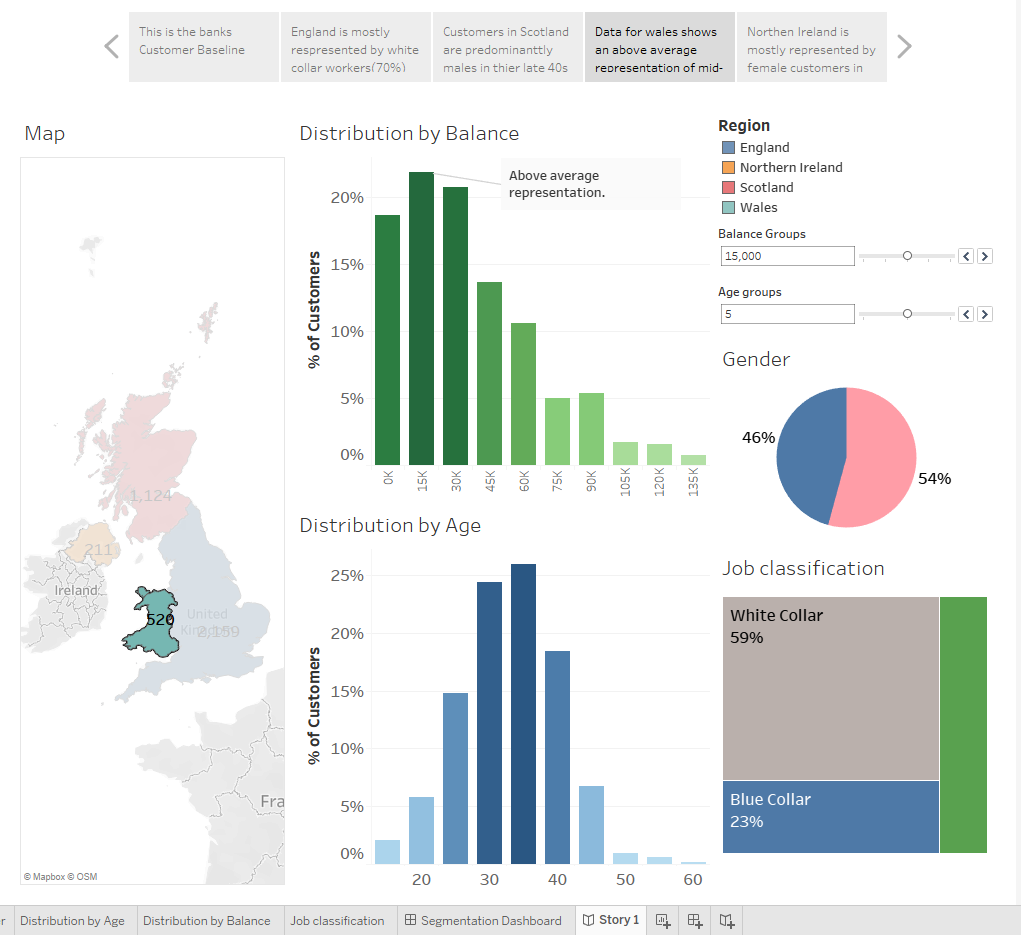 This is the banks
Customer Baseline
England is mostly
respresented by white
collar workers(70%)
Customers in Scotland
are predominanttly
males in thier late 40s
Data for wales shows
an above average
representation of mid-
Northen Ireland is
mostly represented by
female customers in
Map
1,124
211
Ireland
520
United
Kingdom
2,159
Fra
© Mapbox © OSM
Distribution by Balance
Above average
representation.
% of Customers
20%
15%
10%
5%
0%
0K
15K
30K
45K
60K
75K
90K
105K
120K
135K
Distribution by Age
% of Customers
25%
20%
15%
10%
5%
0%
20
30
40
50
60
Region
England
Northern Ireland
Scotland
Wales
Balance Groups
15,000
Age groups
5
Gender
46%
54%
Job classification
White Collar
59%
Blue Collar
23%
r
Distribution by Age
Distribution by Balance
Job classification
Segmentation Dashboard
Story 1